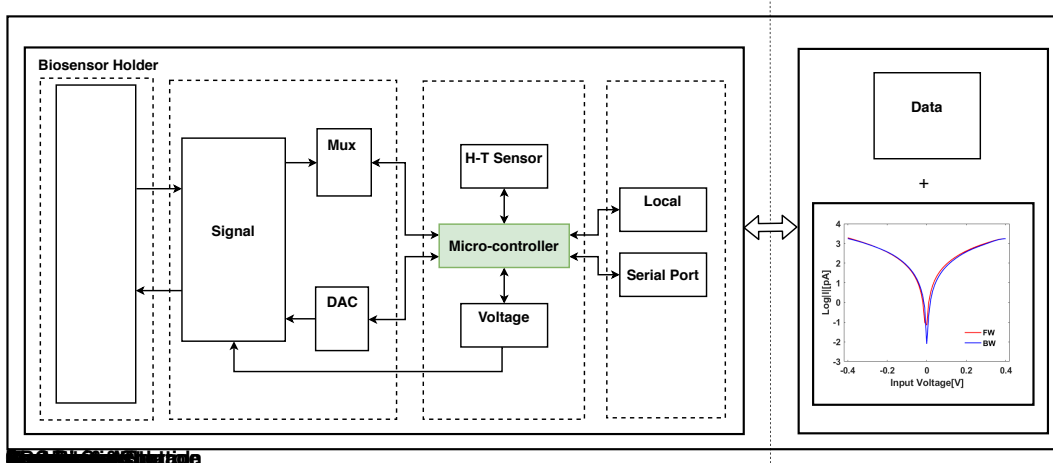 Biosensor Holder
Mux
H-T Sensor
Signal
Local
Micro-controller
Serial Port
DAC
Voltage
Data
+
4
3
2
1
0
-1
-2
-3
Log|I|[pA]
FW
BW
-0.4
-0.2
0
0.2
0.4
Input Voltage[V]